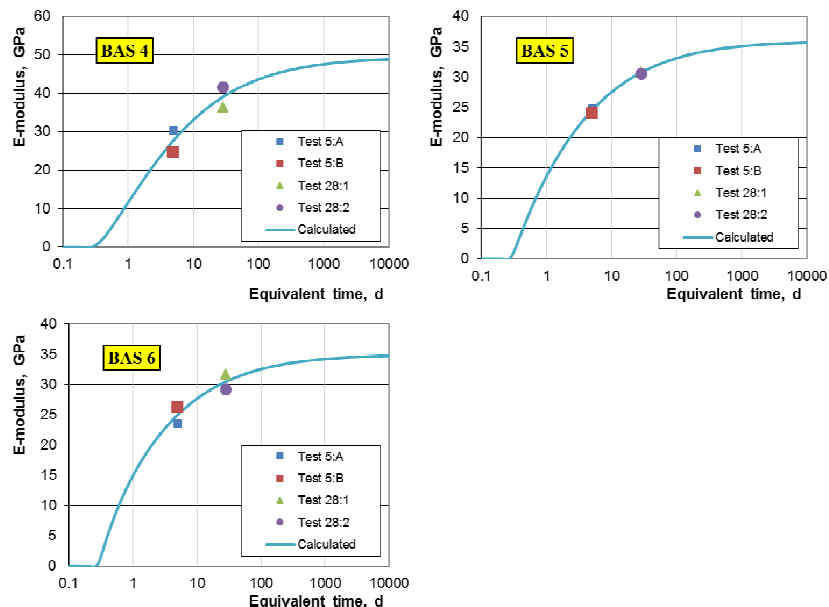 BAS 4
E-modulus, GPa
60
50
40
30
20
10
0
Test 5:A
Test 5:B
Test 28:1
Test 28:2
Calculated
0.1 1 10 100 1000 10000
Equivalent time, d
BAS 5
E-modulus, GPa
40
35
30
25
20
15
10
5
0
Test 5:A
Test 5:B
Test 28:1
Test 28:2
Calculated
0.1 1 10 100 1000 10000
Equivalent time, d
BAS 6
E-modulus, GPa
40
35
30
25
20
15
10
5
0
Test 5:A
Test 5:B
Test 28:1
Test 28:2
Calculated
0.1 1 10 100 1000 10000
Equivalent time, d